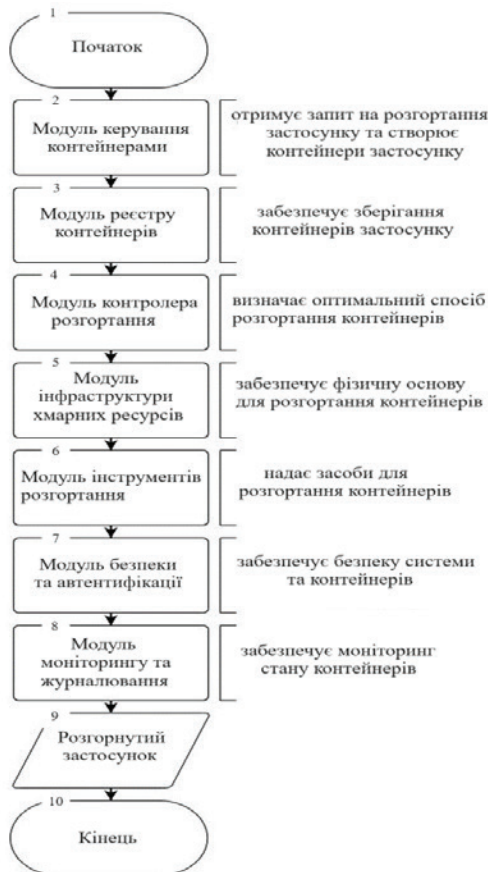 1
Початок
2
Модуль керування
контейнерами
отримує запит на розгортання
застосунку та створює
контейнери застосунку
3
Модуль реєстру
контейнерів
забезпечує зберігання
контейнерів застосунку
4
Модуль контролера
розгортання
визначає оптимальний спосіб
розгортання контейнерів
5
Модуль
інфраструктури
хмарних ресурсів
забезпечує фізичну основу
для розгортання контейнерів
6
Модуль інструментів
розгортання
надає засоби для
розгортання контейнерів
7
Модуль безпеки
та автентифікації
забезпечує безпеку системи
та контейнерів
8
Модуль
моніторингу та
журналювання
забезпечує моніторинг
стану контейнерів
9
Розгорнутий
застосунок
10
Кінець